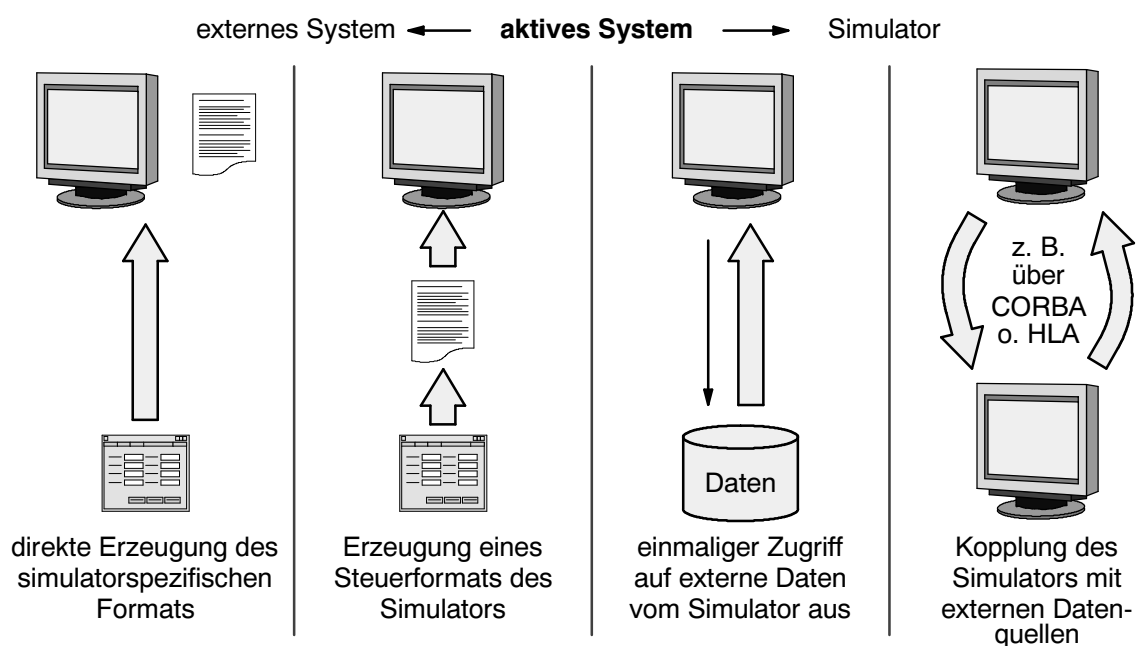 externes System aktives System Simulator
z. B.
über
CORBA
o. HLA
Daten
direkte Erzeugung des
simulatorspezifischen
Formats
Erzeugung eines
Steuerformats des
Simulators
einmaliger Zugriff
auf externe Daten
vom Simulator aus
Kopplung des
Simulators mit
externen Daten-
quellen